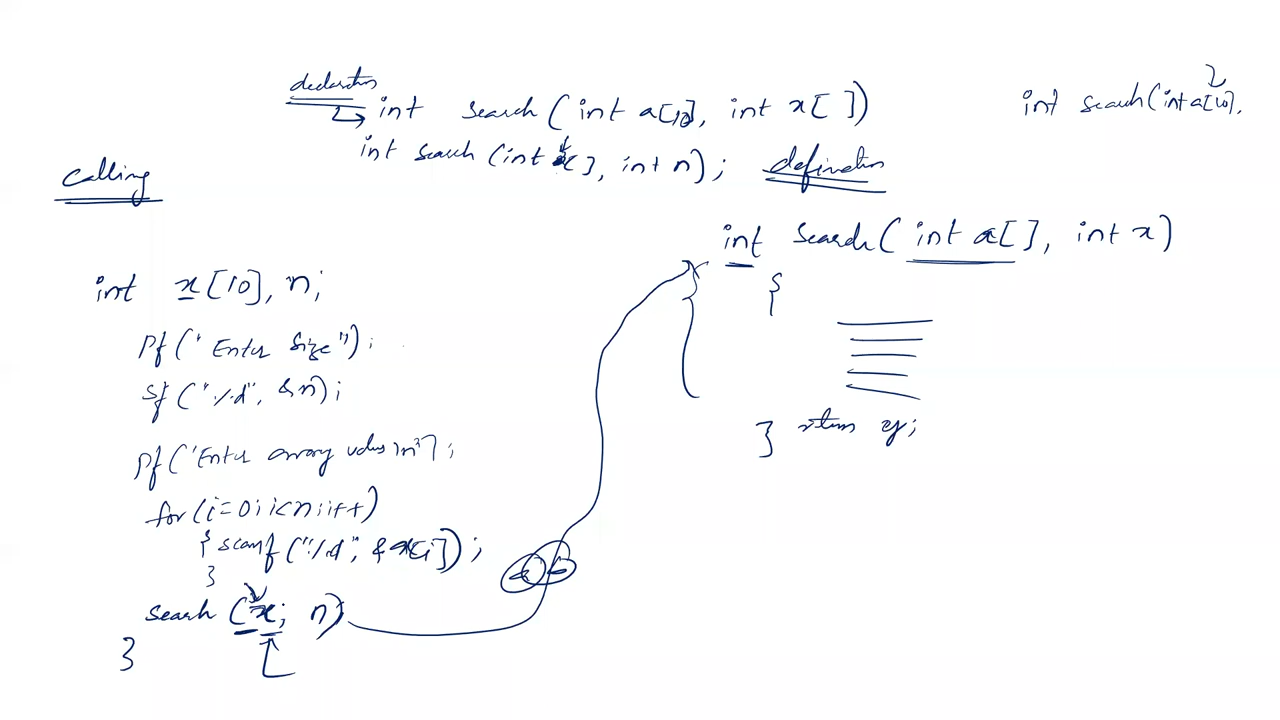 declaration
int search (int a[10], int x[ ])
int search (int a[10],
int search (int x[], int n);
definition
calling
int search (int a[], int x)
{
int x[10], n;
Pf(" Enter Size");
Sf ("%d", &n);
} return y;
Pf("Enter array values \n");
for (i=0; i<n; i++)
{ scanf ("%d", &x[i]);
}
search (x, n)
}